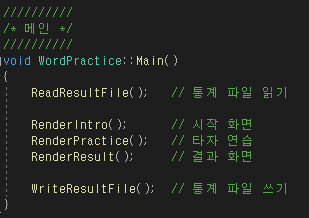 //////////
/* 메인 */
//////////
void WordPractice::Main()
{
ReadResultFile(); // 통계 파일 읽기
RenderIntro(); // 시작 화면
RenderPractice(); // 타자 연습
RenderResult(); // 결과 화면
WriteResultFile(); // 통계 파일 쓰기
}